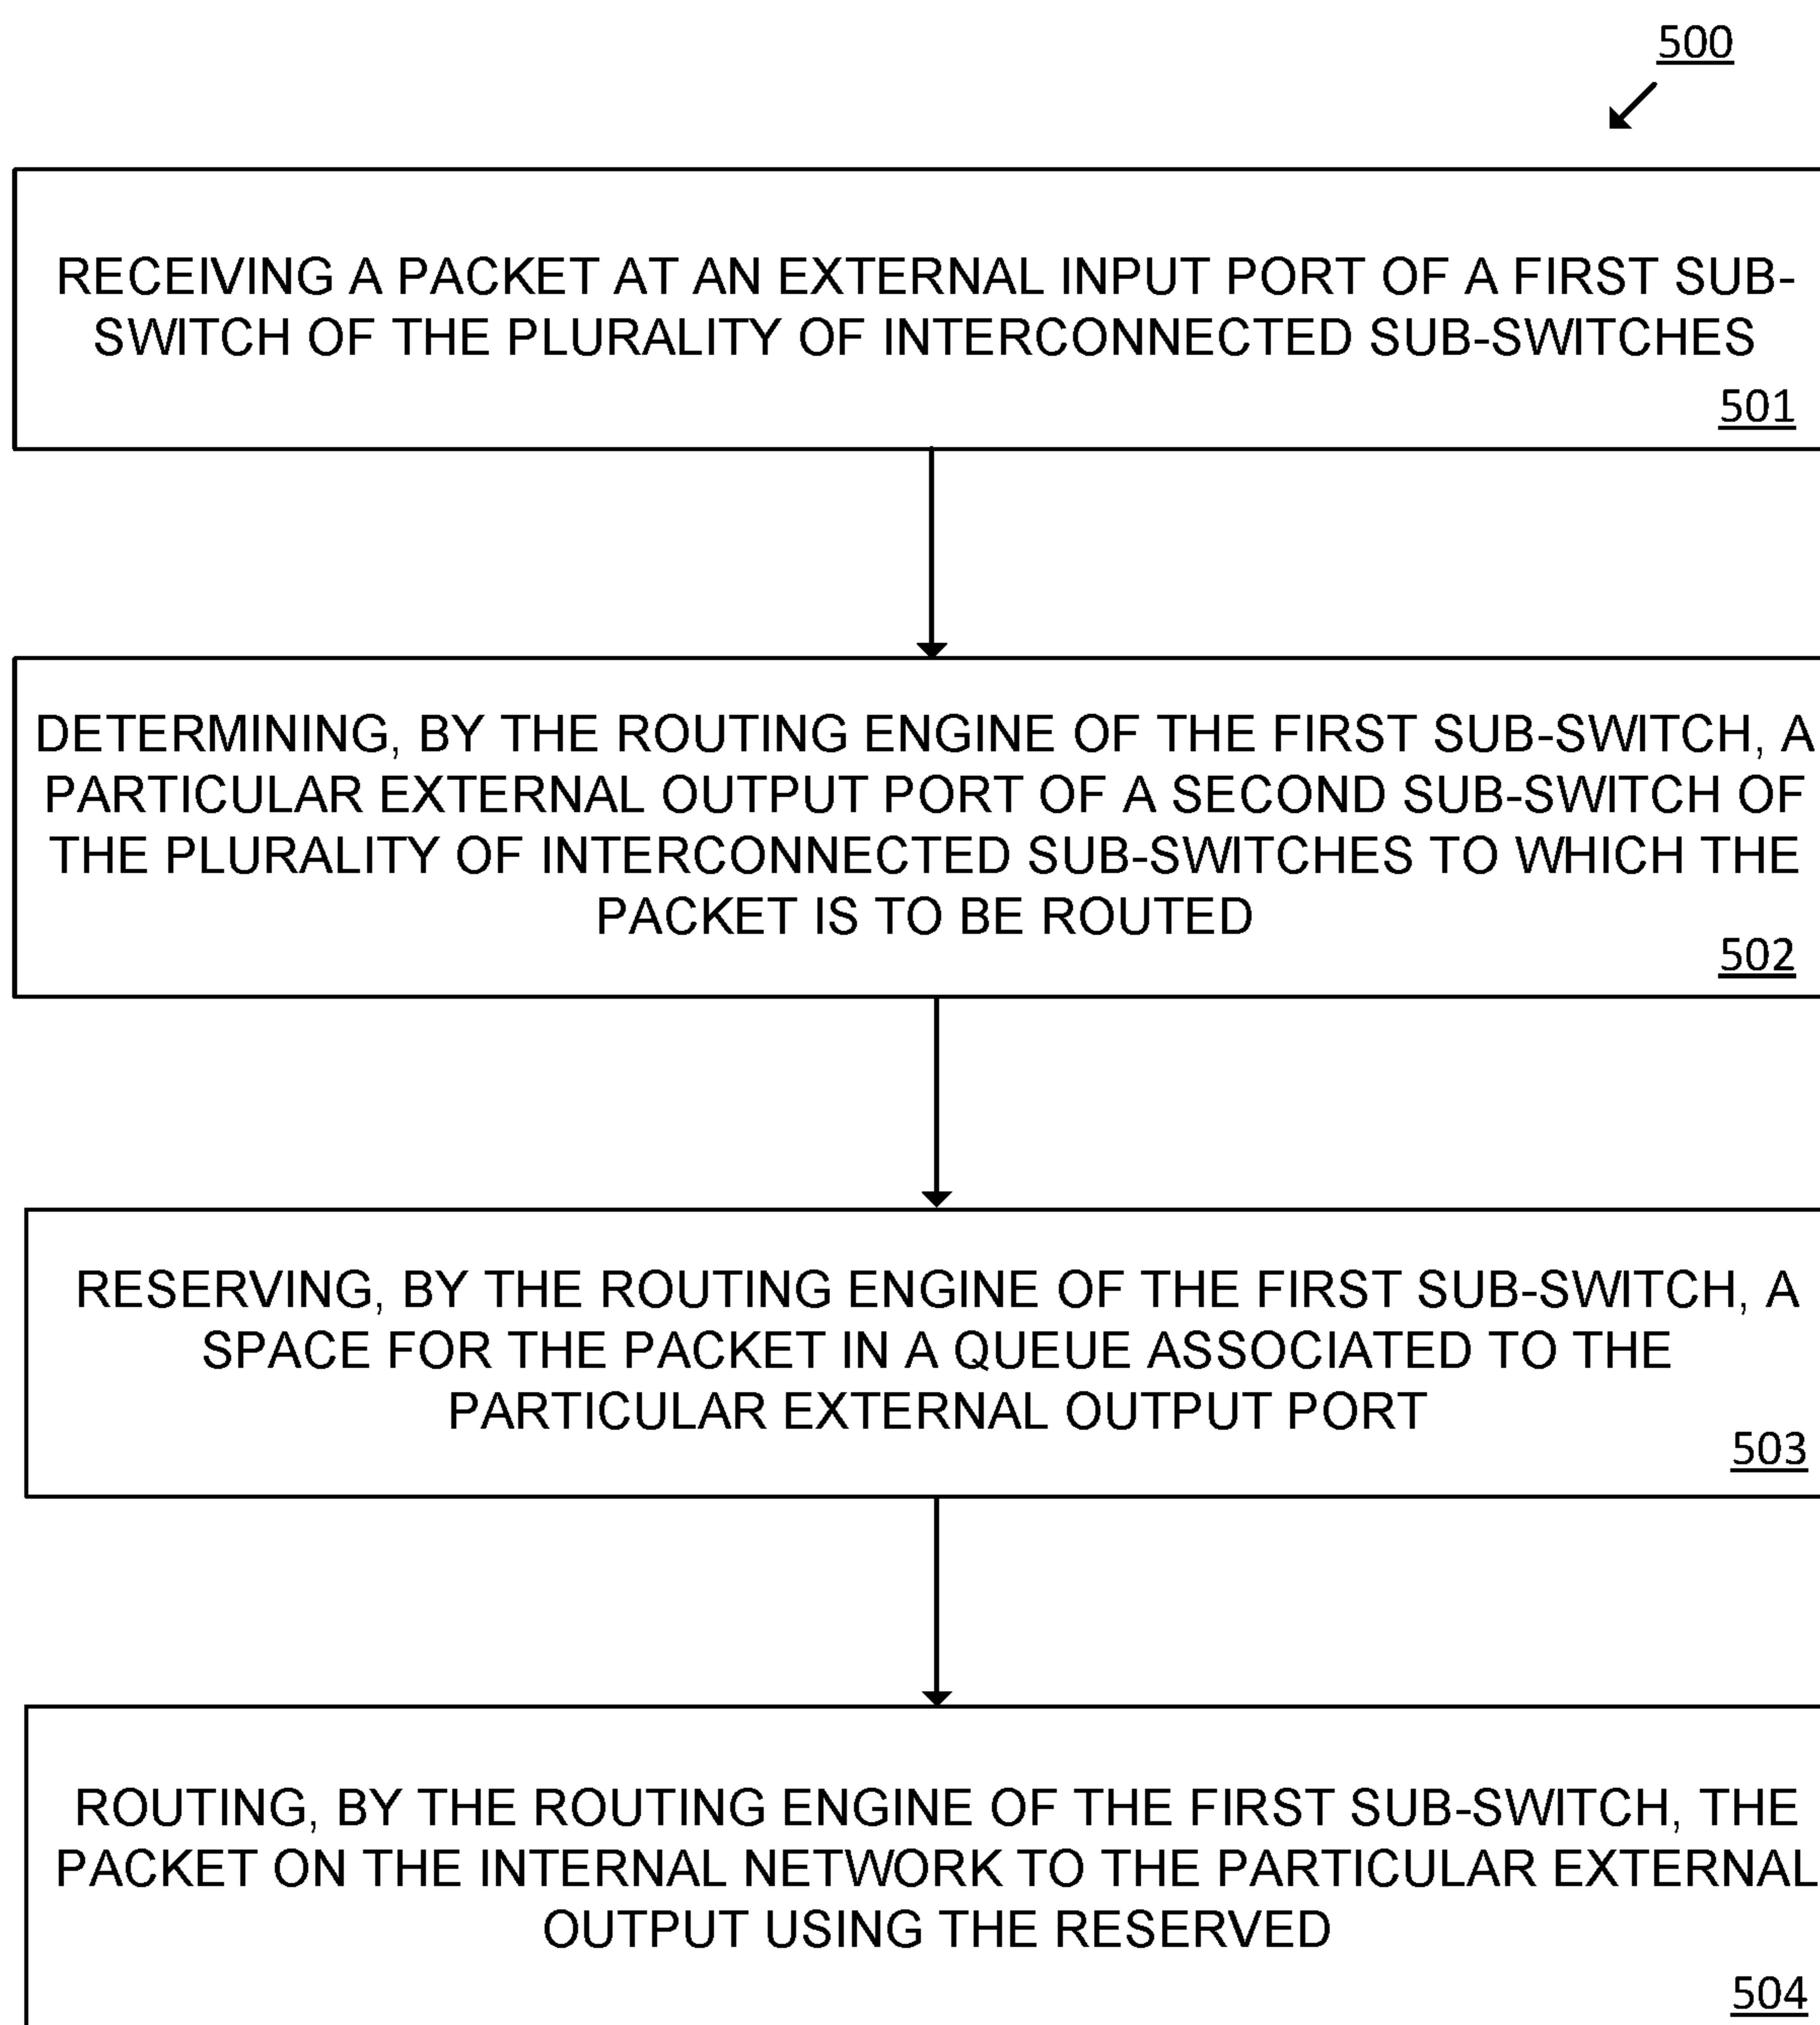 500
RECEIVING A PACKET AT AN EXTERNAL INPUT PORT OF A FIRST SUB-
SWITCH OF THE PLURALITY OF INTERCONNECTED SUB-SWITCHES
501
DETERMINING, BY THE ROUTING ENGINE OF THE FIRST SUB-SWITCH, A
PARTICULAR EXTERNAL OUTPUT PORT OF A SECOND SUB-SWITCH OF
THE PLURALITY OF INTERCONNECTED SUB-SWITCHES TO WHICH THE
PACKET IS TO BE ROUTED
502
RESERVING, BY THE ROUTING ENGINE OF THE FIRST SUB-SWITCH, A
SPACE FOR THE PACKET IN A QUEUE ASSOCIATED TO THE
PARTICULAR EXTERNAL OUTPUT PORT
503
ROUTING, BY THE ROUTING ENGINE OF THE FIRST SUB-SWITCH, THE
PACKET ON THE INTERNAL NETWORK TO THE PARTICULAR EXTERNAL
OUTPUT USING THE RESERVED
504